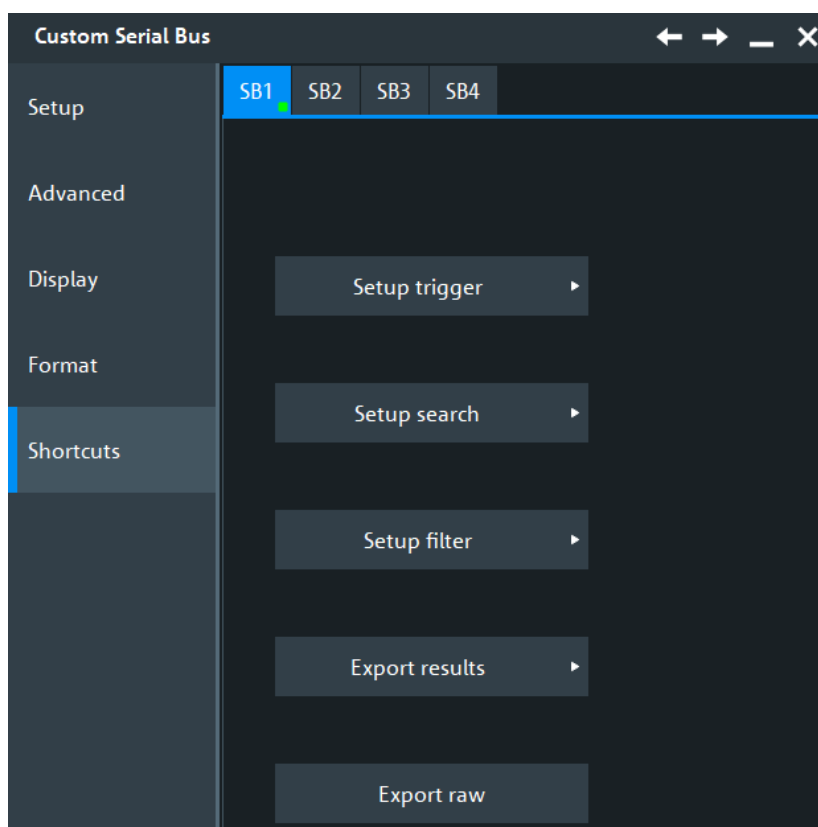 Custom Serial Bus
SB1 SB2 SB3 SB4
Setup
Advanced
Display
Format
Shortcuts
Setup trigger
Setup search
Setup filter
Export results
Export raw